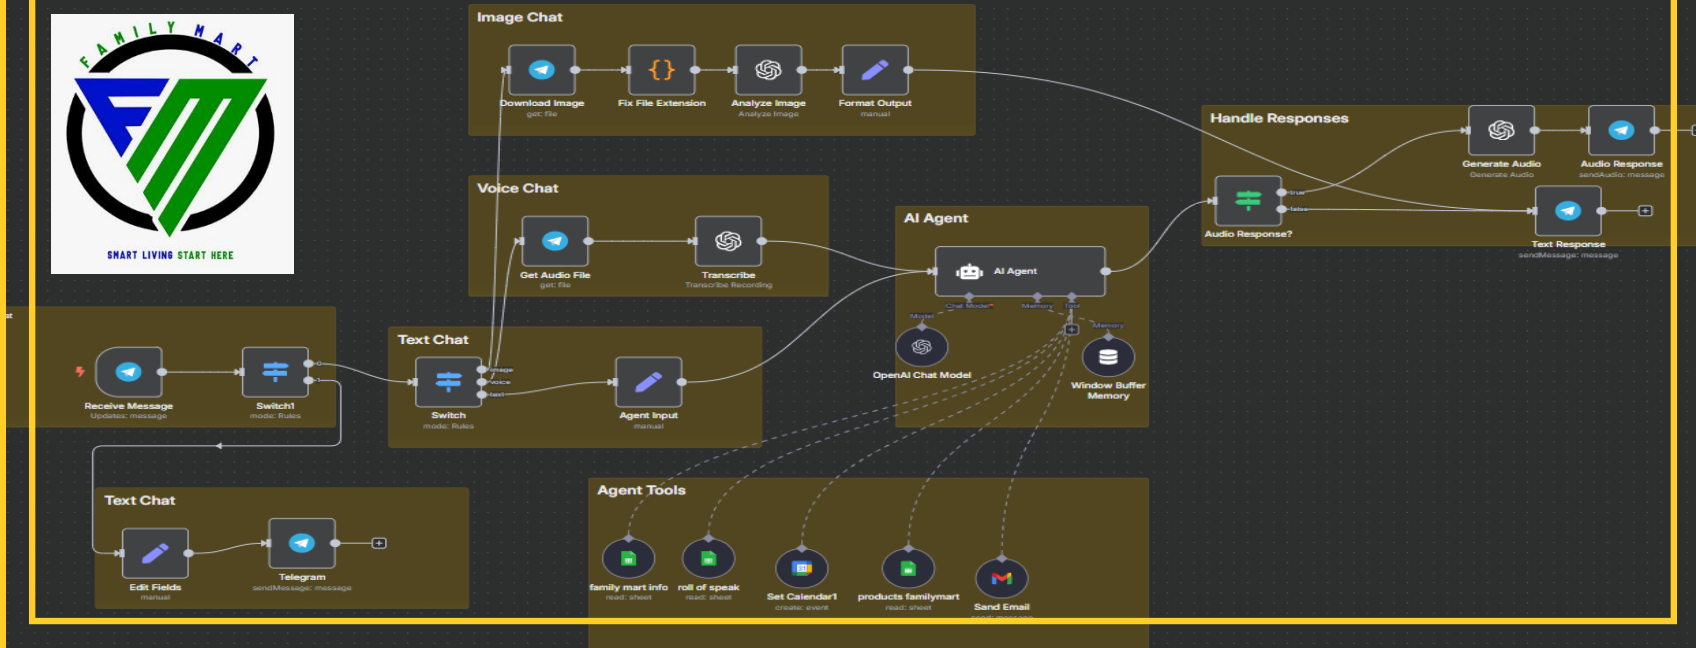 FAMILY MART
SMART LIVING START HERE
Image Chat
Download Image
get: file
Fix File Extension
Analyze Image
Analyze Image
Format Output
manual
Voice Chat
Get Audio File
get: file
Transcribe
Transcribe Recording
Handle Responses
Generate Audio
Generate Audio
Audio Response
sendAudio: message
true
false
Audio Response?
Text Response
sendMessage: message
AI Agent
AI Agent
Chat Model*
Memory
Tool
Model
Memory
OpenAI Chat Model
Window Buffer
Memory
at
Receive Message
Updates: message
0
1
Switch1
mode: Rules
Text Chat
image
voice
text
Switch
mode: Rules
Agent Input
manual
Text Chat
Edit Fields
manual
Telegram
sendMessage: message
Agent Tools
family mart info
read: sheet
roll of speak
read: sheet
31
Set Calendar1
create: event
products familymart
read: sheet
Sand Email
send: message